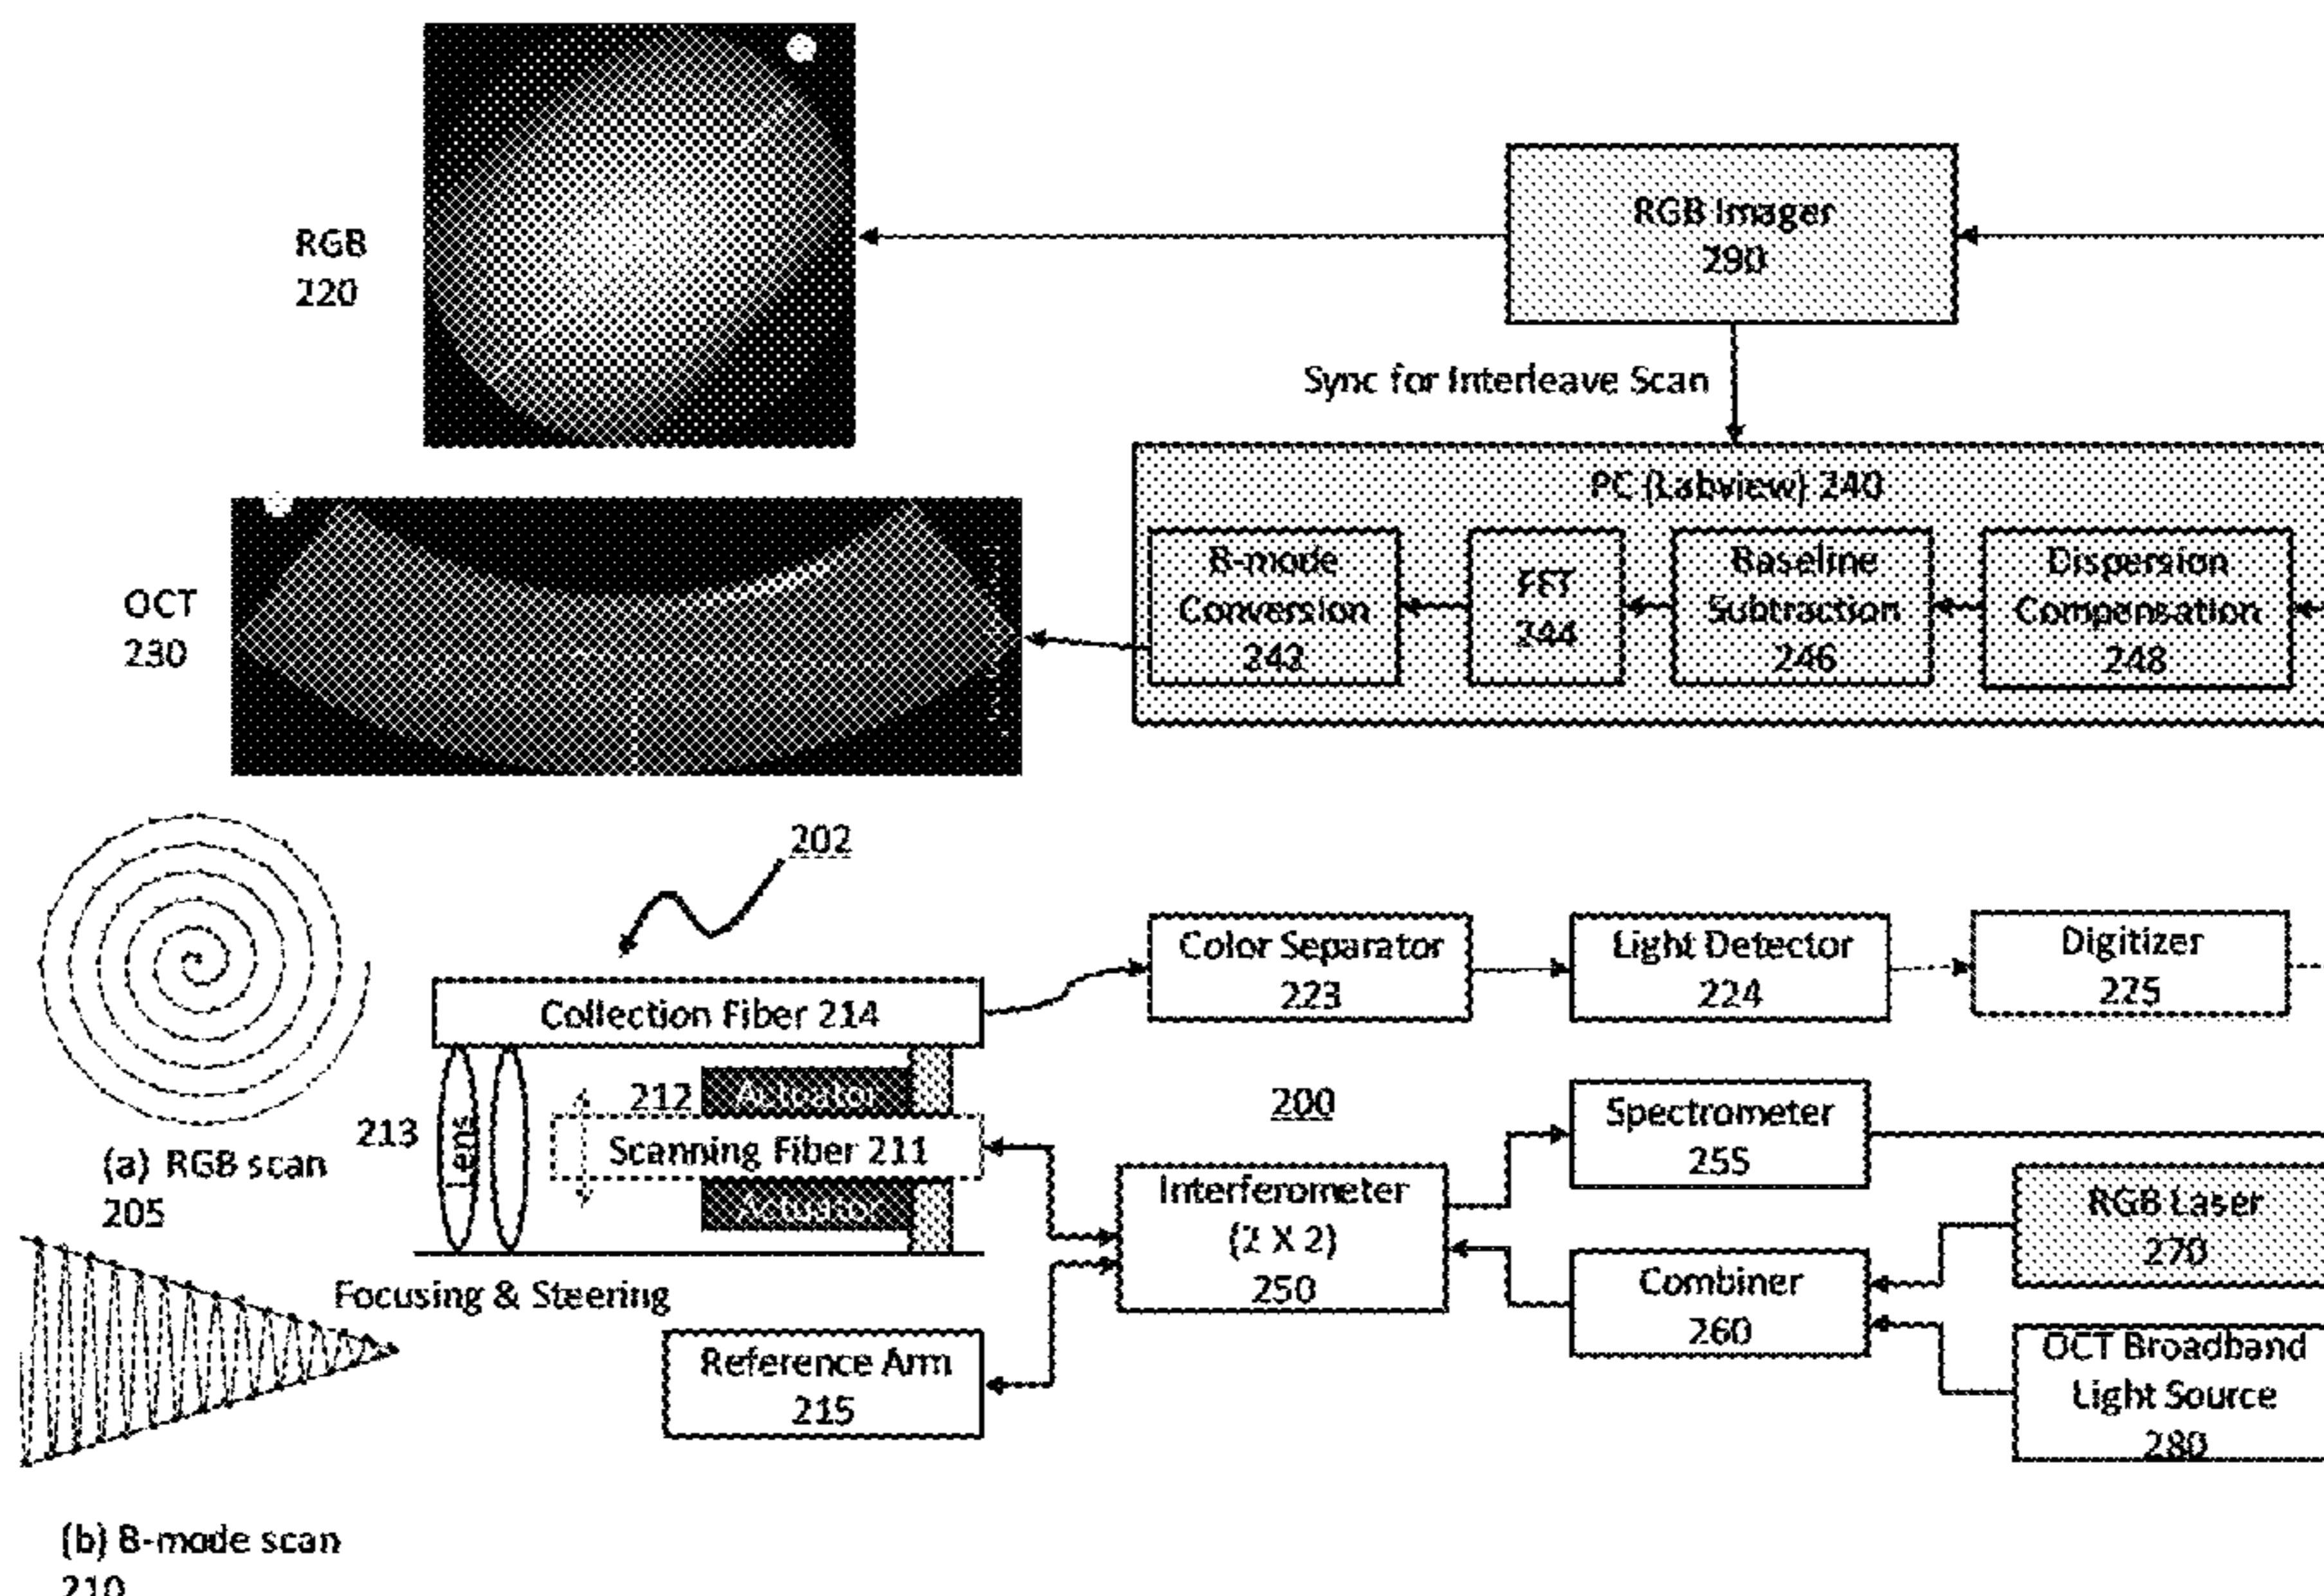 RGB
220
RGB Imager
290
Sync for Interleave Scan
PC (Labview) 240
B-mode
Conversion
242
FFT
244
Baseline
Subtraction
246
Dispersion
Compensation
248
OCT
230
202
Color Separator
223
Light Detector
224
Digitizer
225
Collection Fiber 214
212
Actuator
213
Lens
Scanning Fiber 211
Actuator
200
Spectrometer
255
(a) RGB scan
205
Interferometer
(2 X 2)
250
RGB Laser
270
Combiner
260
Focusing & Steering
Reference Arm
215
OCT Broadband
Light Source
280
(b) B-mode scan
210